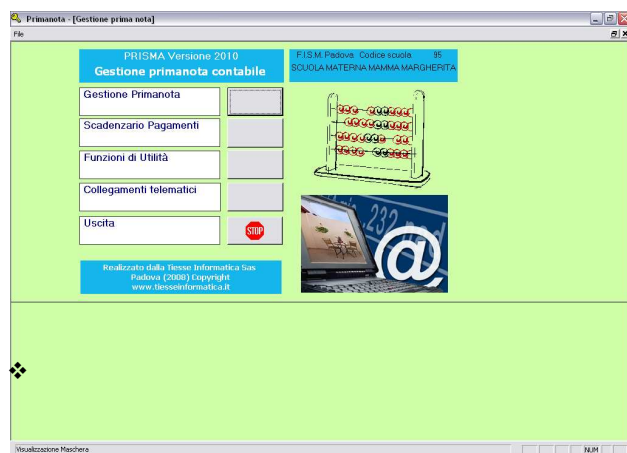 Primanota - [Gestione prima nota]
File
PRISMA Versione 2010
Gestione primanota contabile
F.I.S.M. Padova Codice scuola 95
SCUOLA MATERNA MAMMA MARGHERITA
Gestione Primanota
Scadenzario Pagamenti
Funzioni di Utilità
Collegamenti telematici
Uscita
STOP
232
@
Realizzato dalla Tiesse Informatica Sas
Padova (2000) Copyright
www.tiesseinformatica.it
Visualizzazione Maschera
NUM